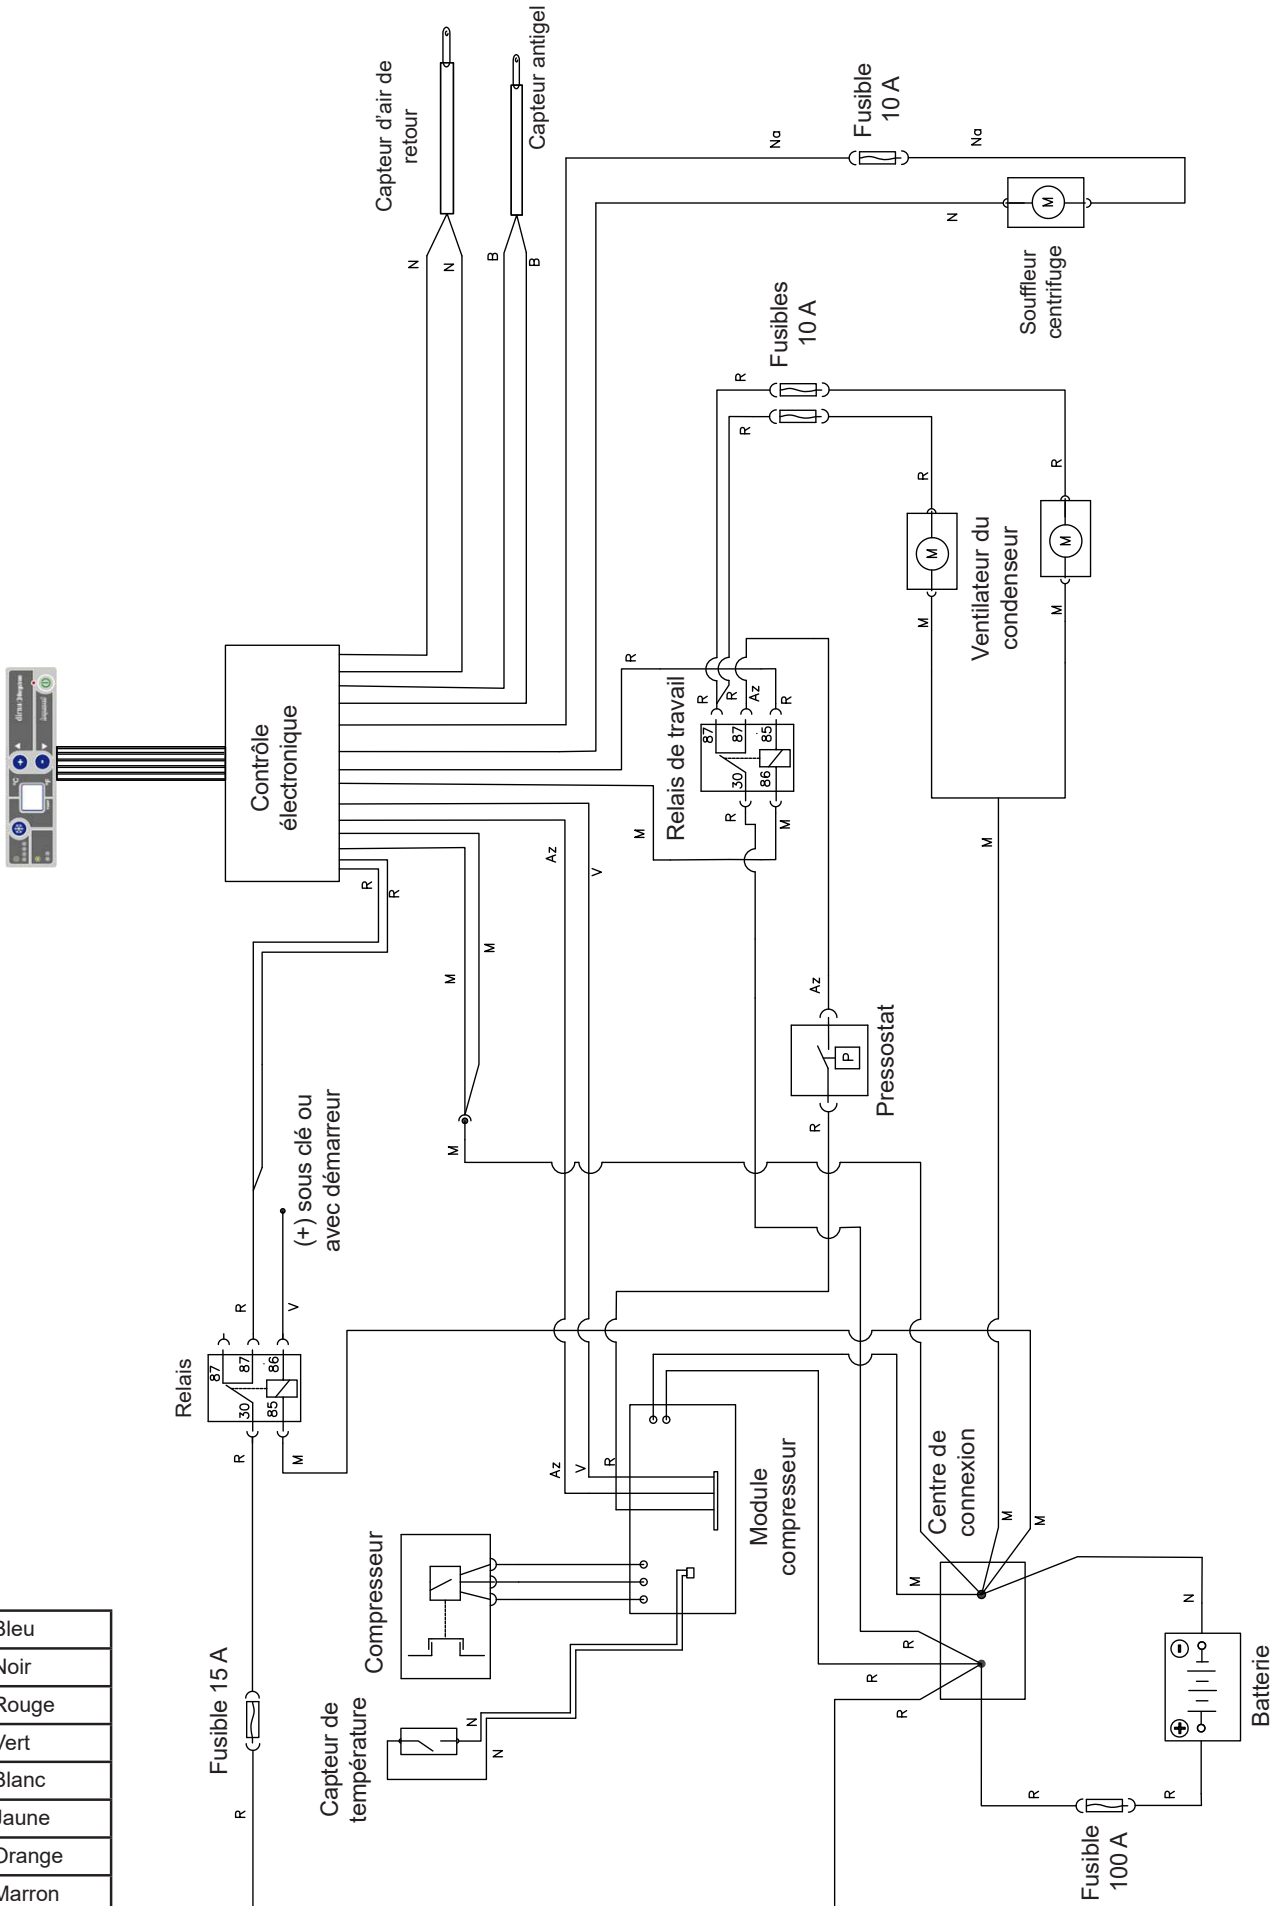 Capteur d'air de
retour
Capteur antigel
N
N
B
B
Na
Fusible
10 A
Na
N
M
Souffleur
centrifuge
Fusibles
10 A
R
R
R
R
M
M
M
M
Ventilateur du
condenseur
M
dirna Bergstrom
°C
°F
Contrôle
électronique
R
M
Relais de travail
R
R
Az
R
87
87
85
30
86
R
M
Az
V
R
R
M
M
M
(+) sous clé ou
avec démarreur
Az
P
Pressostat
R
R
V
Relais
87
87
86
30
85
R
M
Az
V
R
Module
compresseur
Compresseur
Capteur de
température
N
N
Fusible 15 A
R
Centre de
connexion
M
M
M
R
R
R
N
Batterie
R
R
Fusible
100 A
Bleu
Noir
Rouge
Vert
Blanc
Jaune
Orange
Marron